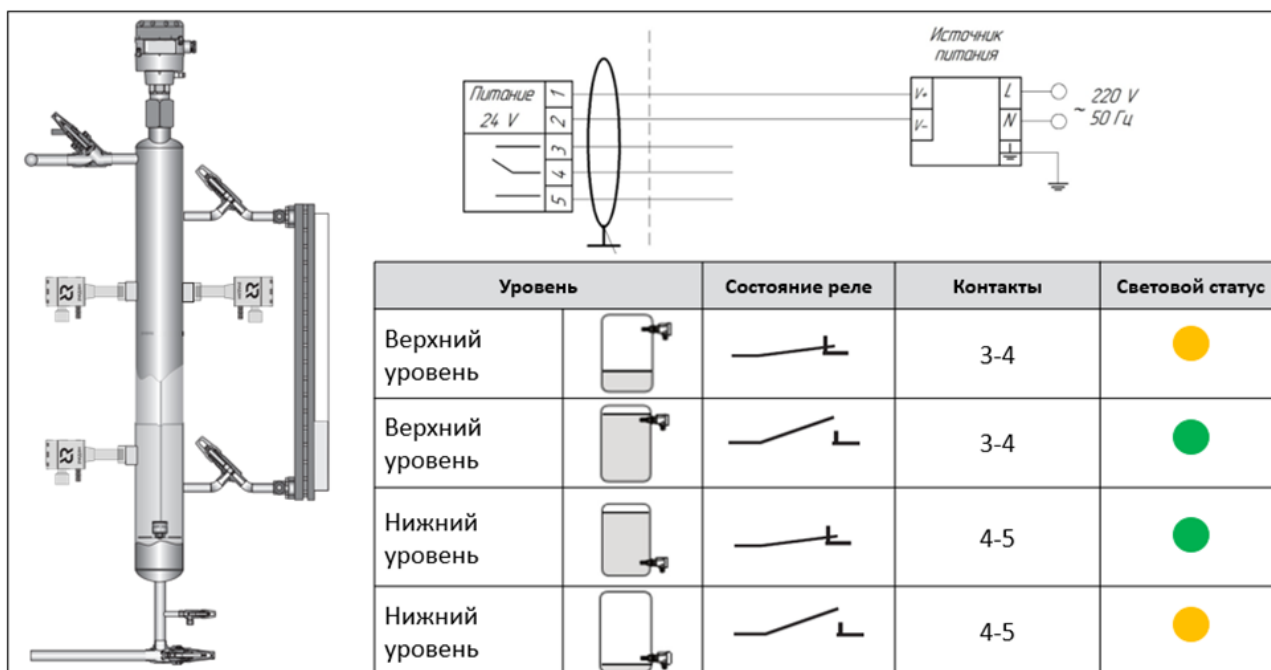 Источник
питания
Питание
24 V
1
2
3
4
5
V+
V−
L
N
220 V
~ 50 Гц
Уровень Состояние реле Контакты Световой статус
Верхний
уровень
3-4
Верхний
уровень
3-4
Нижний
уровень
4-5
Нижний
уровень
4-5